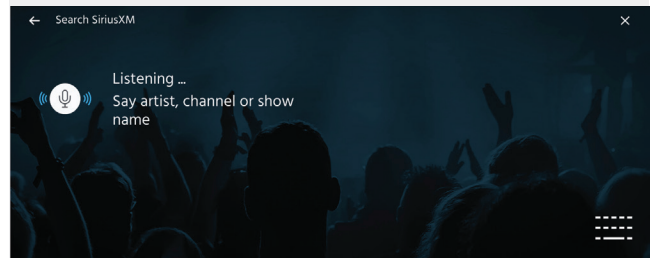 Search SiriusXM
Listening ...
Say artist, channel or show
name